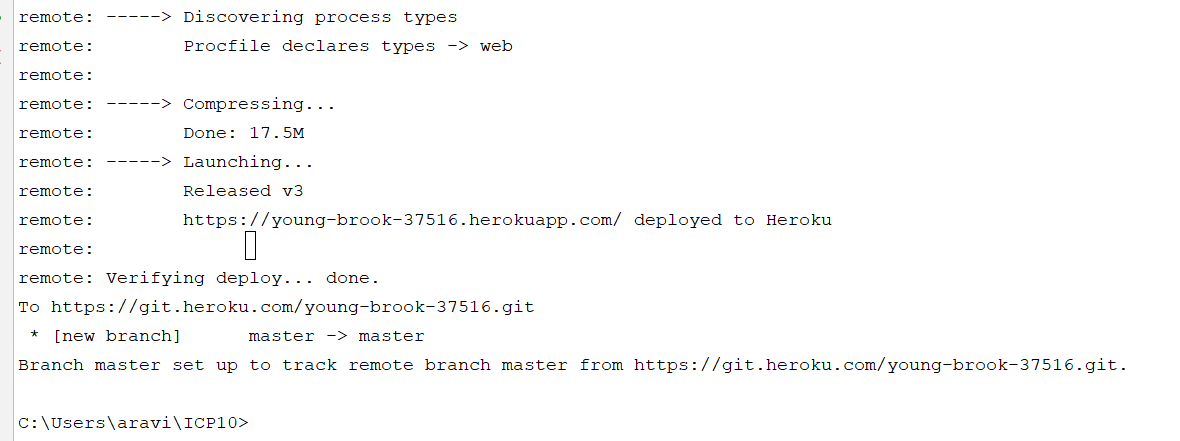 remote: -----> Discovering process types
remote:        Procfile declares types -> web
remote:
remote: -----> Compressing...
remote:        Done: 17.5M
remote: -----> Launching...
remote:        Released v3
remote:        https://young-brook-37516.herokuapp.com/ deployed to Heroku
remote:
remote: Verifying deploy... done.
To https://git.heroku.com/young-brook-37516.git
 * [new branch]      master -> master
Branch master set up to track remote branch master from https://git.heroku.com/young-brook-37516.git.
C:\Users\aravi\ICP10>